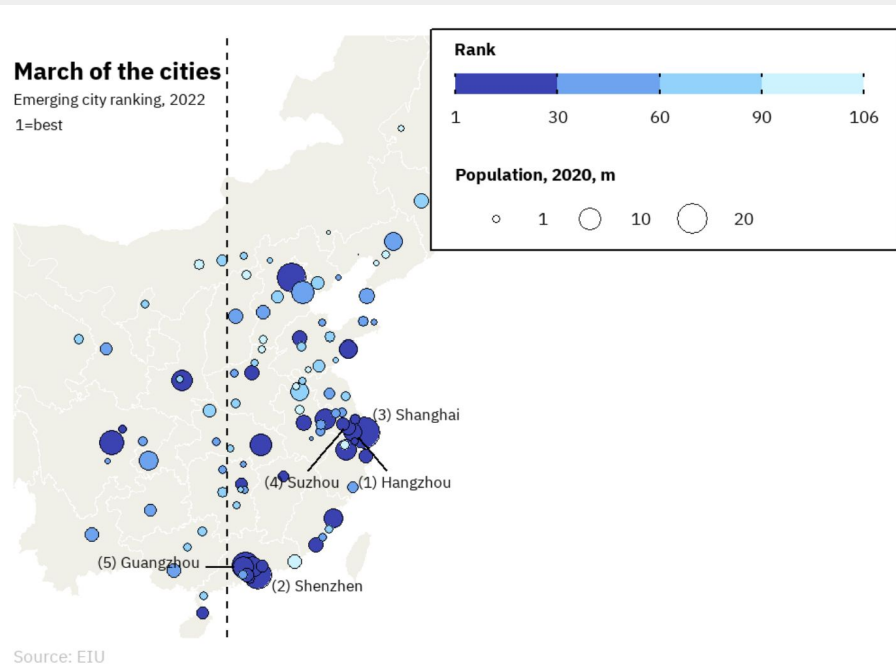 March of the cities
Emerging city ranking, 2022
1=best
Rank
1 30 60 90 106
Population, 2020, m
1 10 20
(3) Shanghai
(4) Suzhou (1) Hangzhou
(5) Guangzhou
(2) Shenzhen
Source: EIU